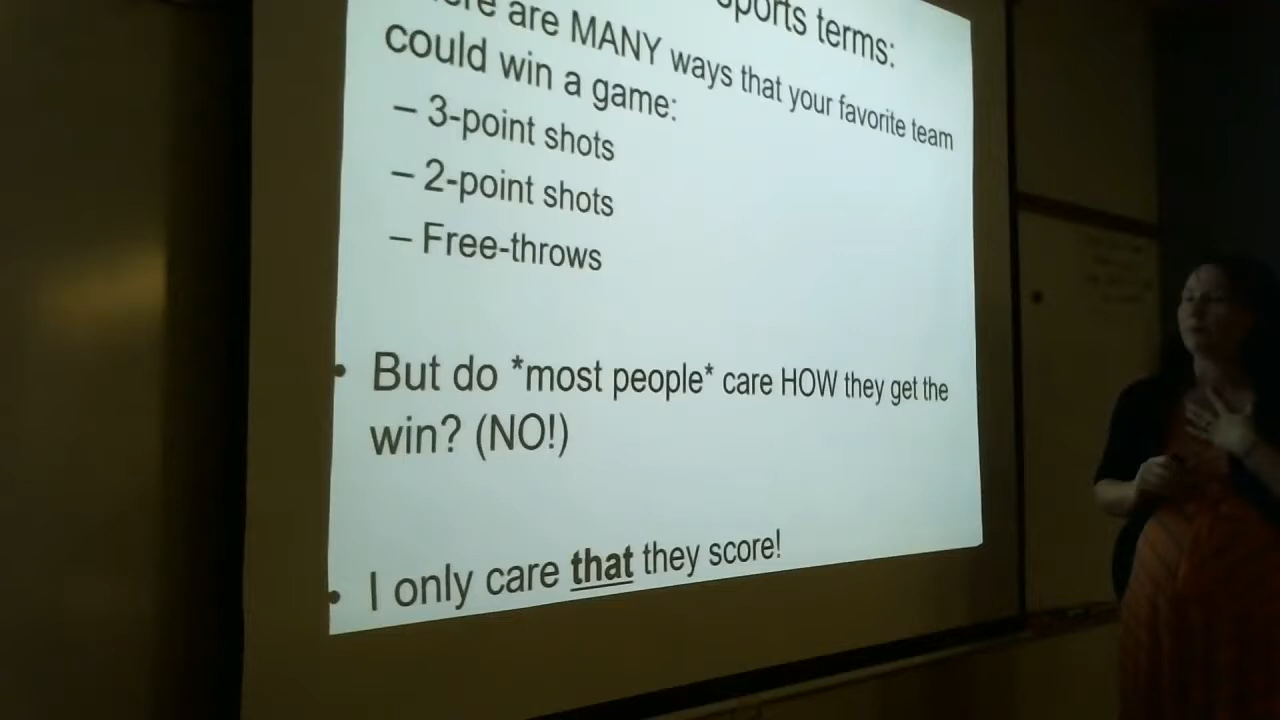 sports terms:
are MANY ways that your favorite team
could win a game:
– 3-point shots
– 2-point shots
– Free-throws
• But do *most people* care HOW they get the
win? (NO!)
• I only care that they score!